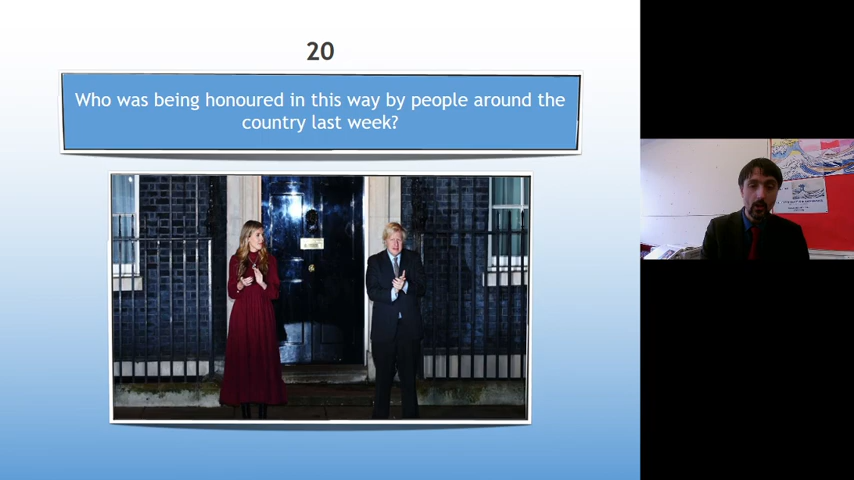 20
Who was being honoured in this way by people around the
country last week?